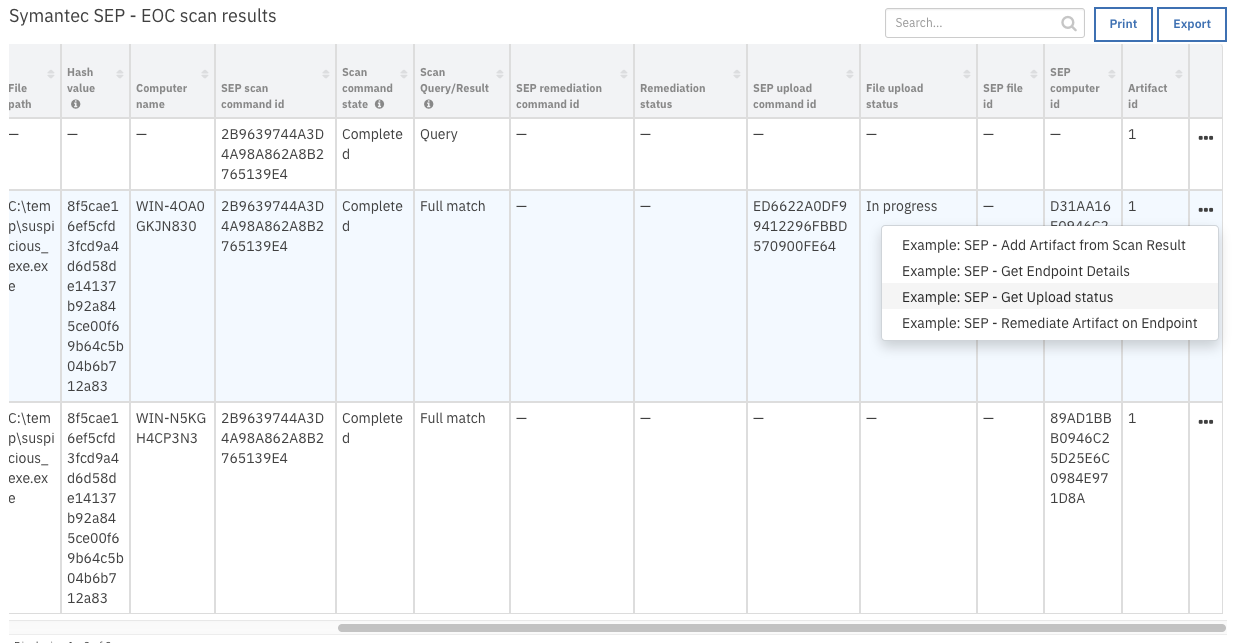 Symantec SEP - EOC scan results
Search...
Print
Export
File path
Hash value
Computer name
SEP scan command id
Scan command state
Scan Query/Result
SEP remediation command id
Remediation status
SEP upload command id
File upload status
SEP file id
SEP computer id
Artifact id
—
—
—
2B9639744A3D
4A98A862A8B2
765139E4
Complete
d
Query
—
—
—
—
—
—
1
•••
C:\tem
p\suspi
cious_
exe.ex
e
8f5cae1
6ef5cfd
3fcd9a4
d6d58d
e14137
b92a84
5ce00f6
9b64c5b
04b6b7
12a83
WIN-4OA0
GKJN830
2B9639744A3D
4A98A862A8B2
765139E4
Complete
d
Full match
—
—
ED6622A0DF9
9412296FBBD
570900FE64
In progress
—
D31AA16
1
•••
Example: SEP - Add Artifact from Scan Result
Example: SEP - Get Endpoint Details
Example: SEP - Get Upload status
Example: SEP - Remediate Artifact on Endpoint
C:\tem
p\suspi
cious_
exe.ex
e
8f5cae1
6ef5cfd
3fcd9a4
d6d58d
e14137
b92a84
5ce00f6
9b64c5b
04b6b7
12a83
WIN-N5KG
H4CP3N3
2B9639744A3D
4A98A862A8B2
765139E4
Complete
d
Full match
—
—
—
—
—
89AD1BB
B0946C2
5D25E6C
0984E97
1D8A
1
•••